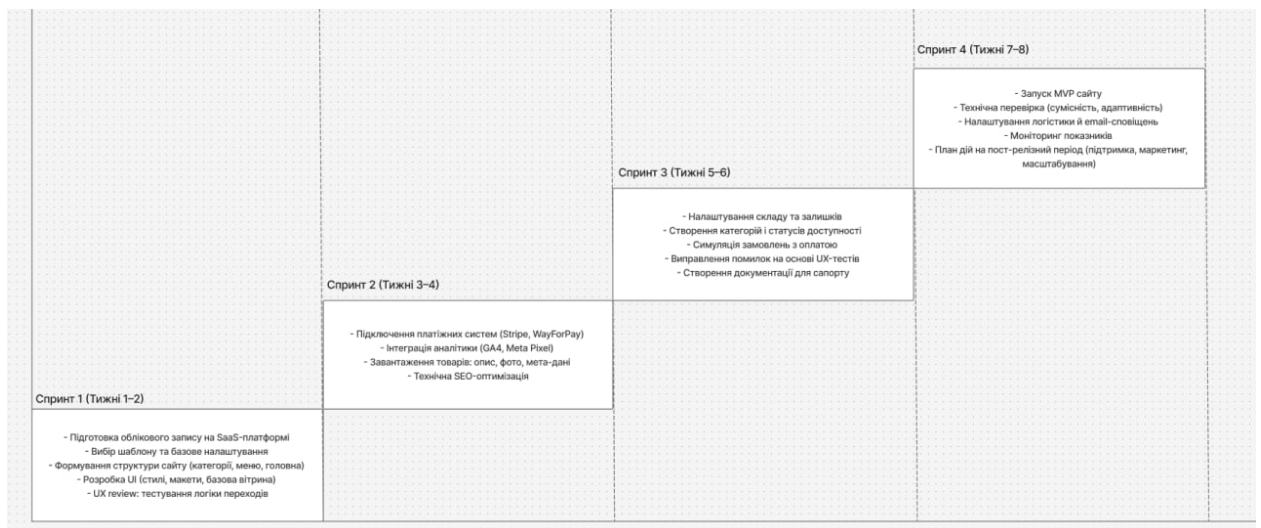 Спринт 4 (Тижні 7–8)
- Запуск MVP сайту
- Технічна перевірка (сумісність, адаптивність)
- Налаштування логістики й email-сповіщень
- Моніторинг показників
- План дій на пост-релізний період (підтримка, маркетинг,
масштабування)
Спринт 3 (Тижні 5–6)
- Налаштування складу та залишків
- Створення категорій і статусів доступності
- Симуляція замовлень з оплатою
- Виправлення помилок на основі UX-тестів
- Створення документації для сапорту
Спринт 2 (Тижні 3–4)
- Підключення платіжних систем (Stripe, WayForPay)
- Інтеграція аналітики (GA4, Meta Pixel)
- Завантаження товарів: опис, фото, мета-дані
- Технічна SEO-оптимізація
Спринт 1 (Тижні 1–2)
- Підготовка облікового запису на SaaS-платформі
- Вибір шаблону та базове налаштування
- Формування структури сайту (категорії, меню, головна)
- Розробка UI (стилі, макети, базова вітрина)
- UX review: тестування логіки переходів